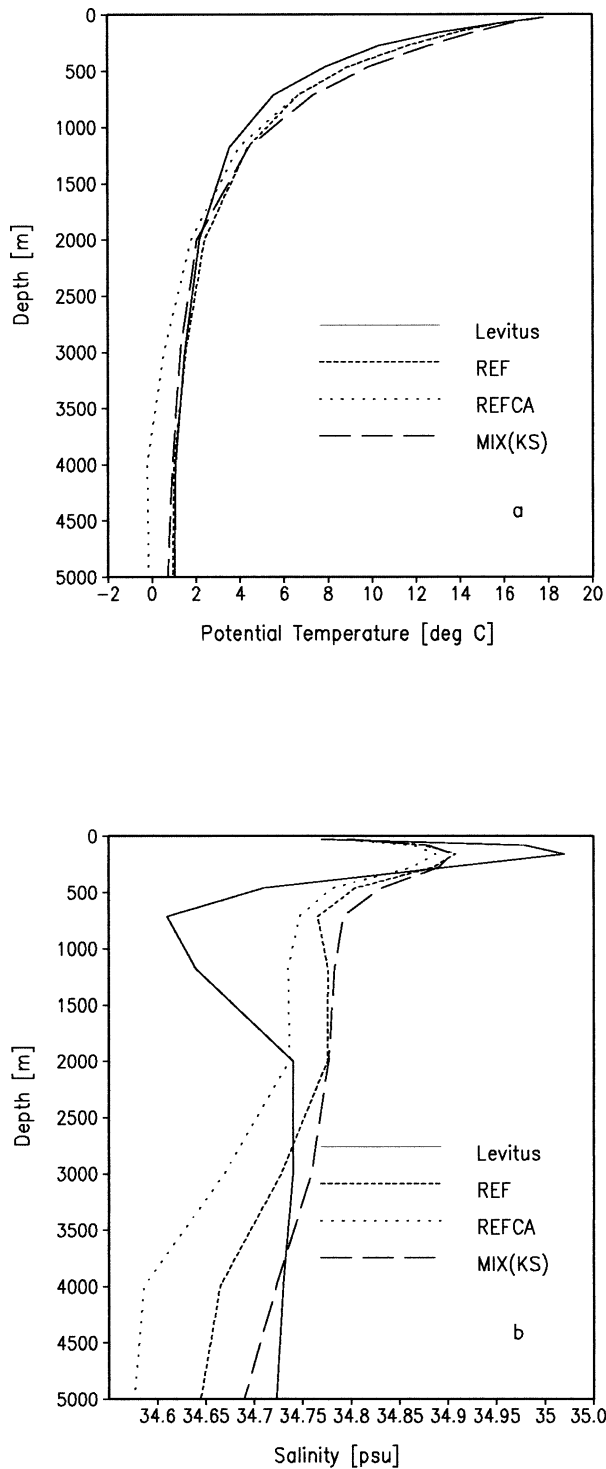 0
500
1000
1500
2000
2500
3000
3500
4000
4500
5000
Depth [m]
Levitus
REF
REFCA
MIX(KS)
a
-2 0 2 4 6 8 10 12 14 16 18 20
Potential Temperature [deg C]
0
500
1000
1500
2000
2500
3000
3500
4000
4500
5000
Depth [m]
Levitus
REF
REFCA
MIX(KS)
b
34.6 34.65 34.7 34.75 34.8 34.85 34.9 34.95 35 35.0
Salinity [psu]